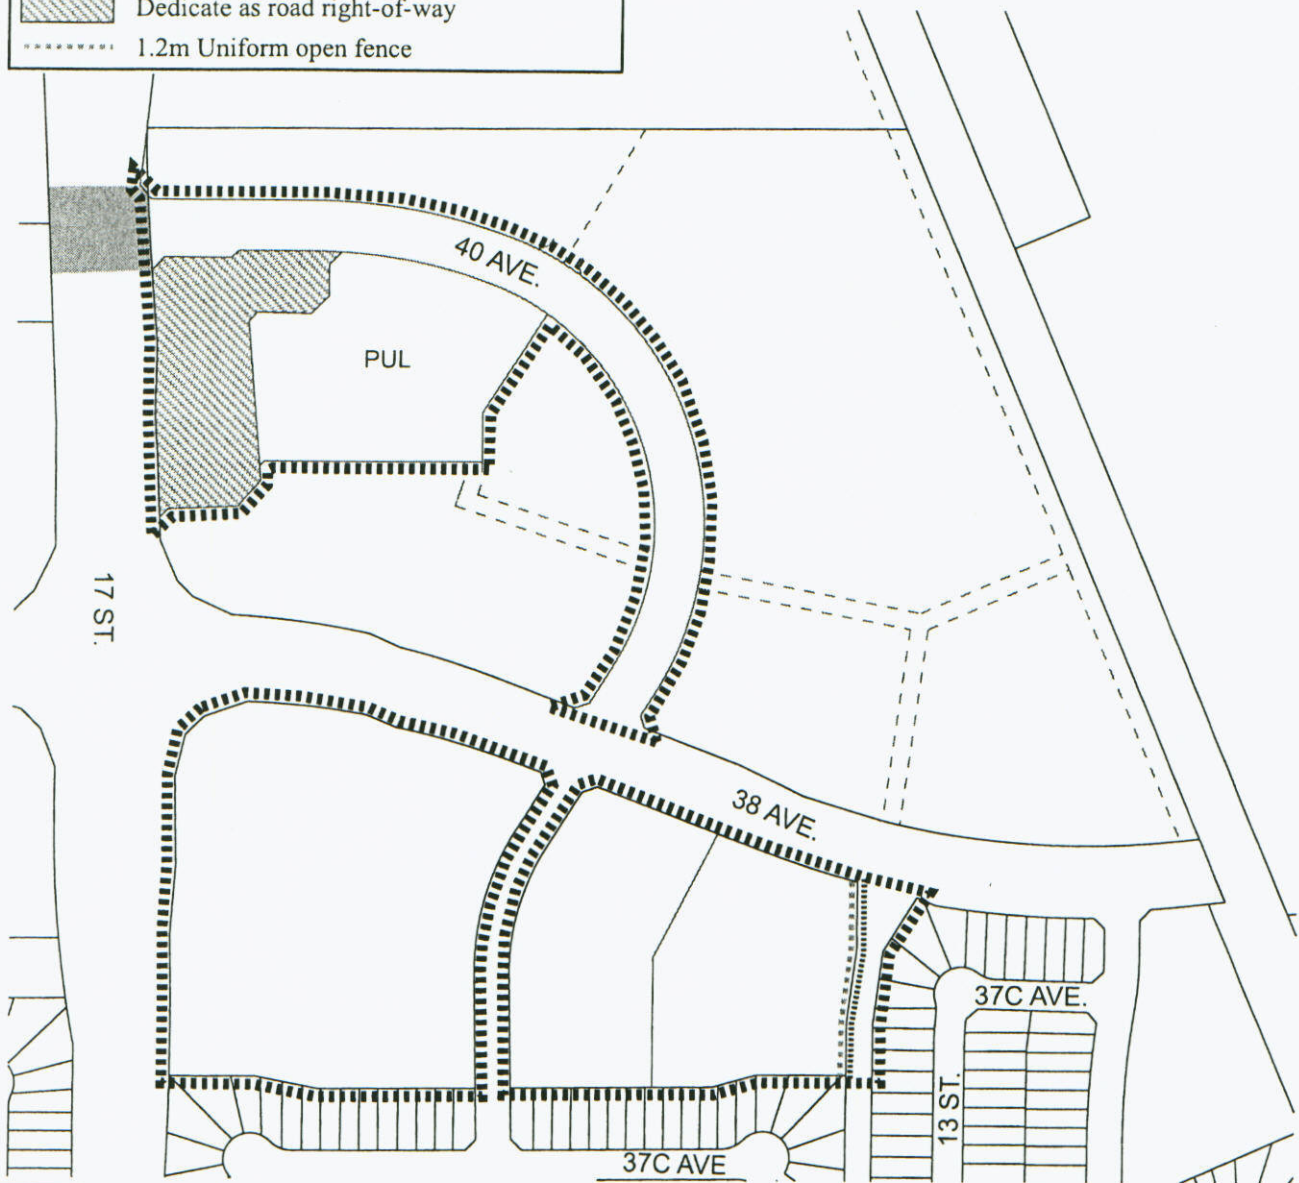 Dedicate as road right-of-way
1.2m Uniform open fence
40 AVE.
PUL
17 ST.
38 AVE.
37C AVE.
13 ST.
37C AVE